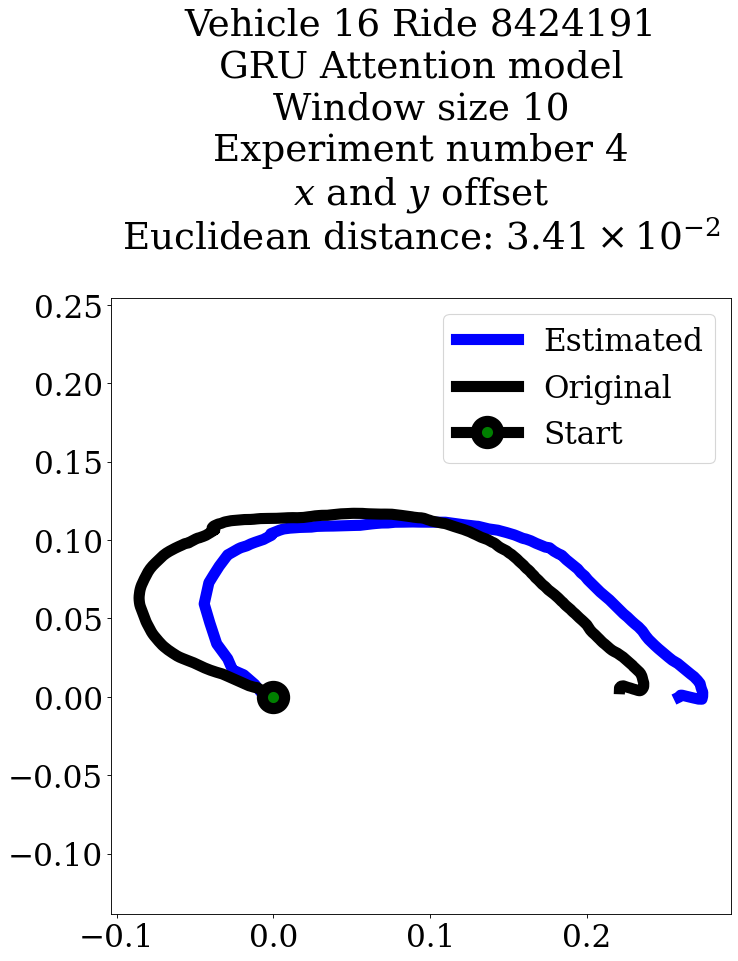 Vehicle 16 Ride 8424191
GRU Attention model
Window size 10
Experiment number 4
x and y offset
Euclidean distance: 3.41 × 10⁻²
0.25
Estimated
0.20
Original
Start
0.15
0.10
0.05
0.00
−0.05
−0.10
−0.1 0.0 0.1 0.2